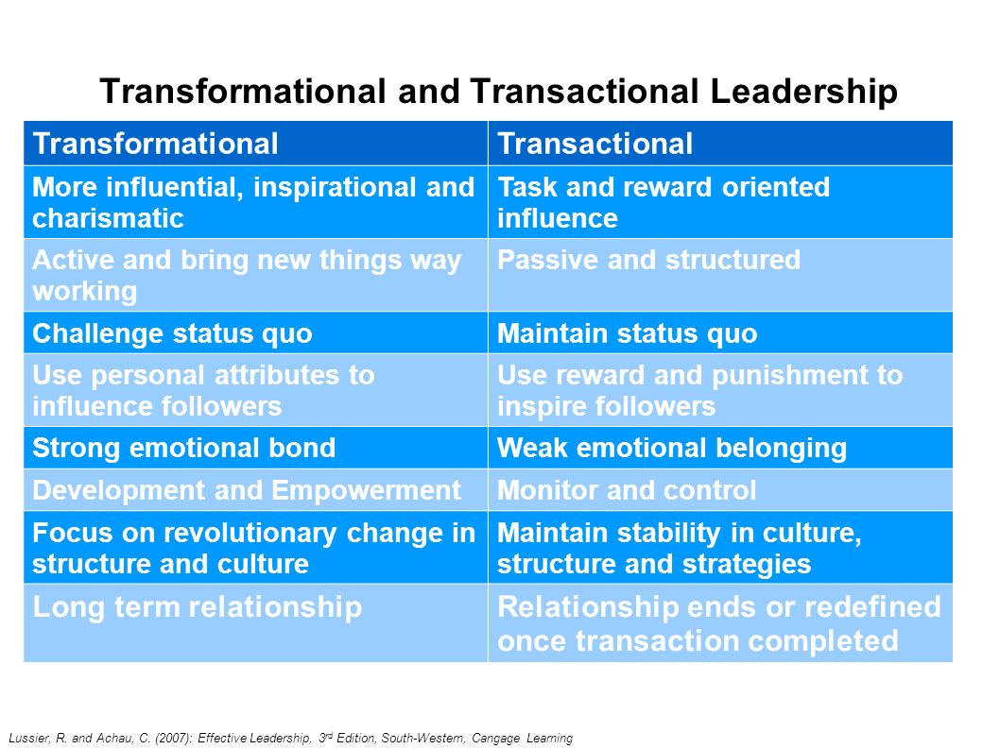 Transformational and Transactional Leadership
Transformational
Transactional
More influential, inspirational and
charismatic
Task and reward oriented
influence
Active and bring new things way
working
Passive and structured
Challenge status quo
Maintain status quo
Use personal attributes to
influence followers
Use reward and punishment to
inspire followers
Strong emotional bond
Weak emotional belonging
Development and Empowerment
Monitor and control
Focus on revolutionary change in
structure and culture
Maintain stability in culture,
structure and strategies
Long term relationship
Relationship ends or redefined
once transaction completed
Lussier, R. and Achau, C. (2007): Effective Leadership, 3rd Edition, South-Western, Cangage Learning